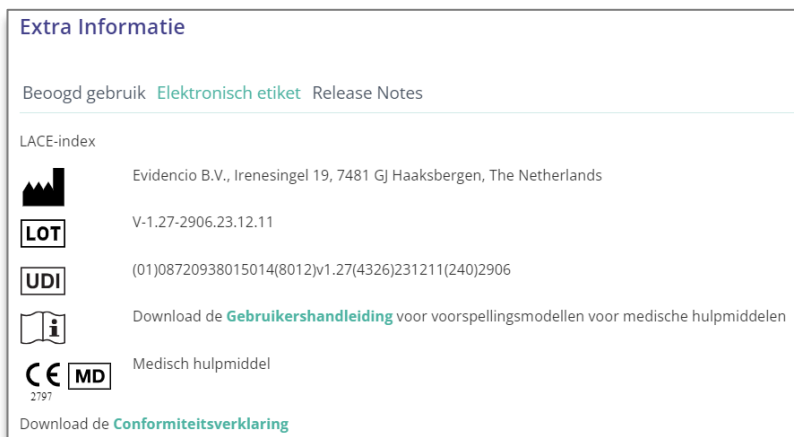 Extra Informatie
Beoogd gebruik Elektronisch etiket Release Notes
LACE-index
Evidencio B.V., Irenesingel 19, 7481 GJ Haaksbergen, The Netherlands
LOT V-1.27-2906.23.12.11
UDI (01)08720938015014(8012)v1.27(4326)231211(240)2906
Download de Gebruikershandleiding voor voorspellingsmodellen voor medische hulpmiddelen
CE MD Medisch hulpmiddel
2797
Download de Conformiteitsverklaring